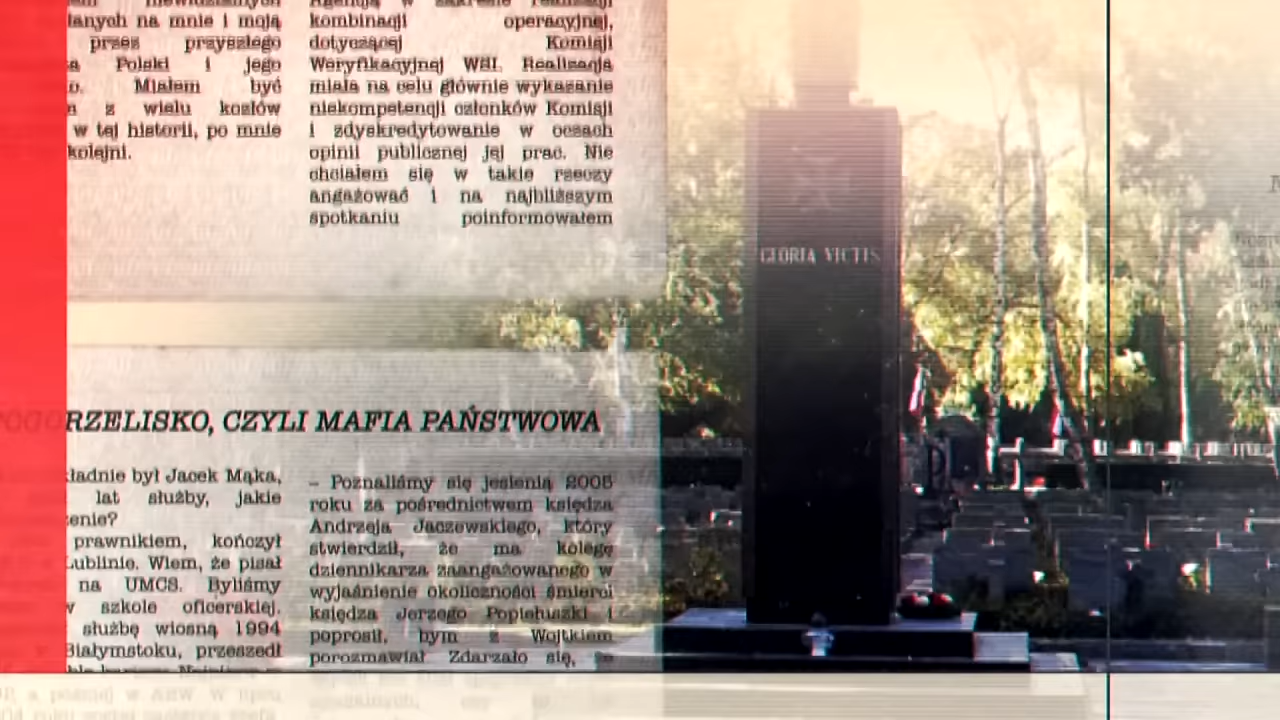 niewidzialnych
łanych na mnie i moją
przez przyszłego
Polski i jego
Miałem być
z wielu kozłów
w tej historii, po mnie
kolejni.
Agencją w zakresie realizacji
kombinacji operacyjnej,
dotyczącej Komisji
Weryfikacyjnej WSI. Realizacja
miała na celu głównie wykazanie
niekompetencji członków Komisji
i zdyskredytowanie w oczach
opinii publicznej jej prac. Nie
chciałem się w takie rzeczy
angażować i na najbliższym
spotkaniu poinformowałem
GLORIA VICTIS
POGORZELISKO, CZYLI MAFIA PAŃSTWOWA
kładnie był Jacek Mąka,
lat służby, jakie
enie?
prawnikiem, kończył
Lublinie. Wiem, że pisał
na UMCS. Byliśmy
w szkole oficerskiej.
służbę wiosną 1994
Białymstoku, przeszedł
– Poznaliśmy się jesienią 2005
roku za pośrednictwem księdza
Andrzeja Jaczewskiego, który
stwierdził, że ma kolegę
dziennikarza zaangażowanego w
wyjaśnienie okoliczności śmierci
księdza Jerzego Popiełuszki i
poprosił, bym z Wojtkiem
porozmawiał Zdarzało się, że